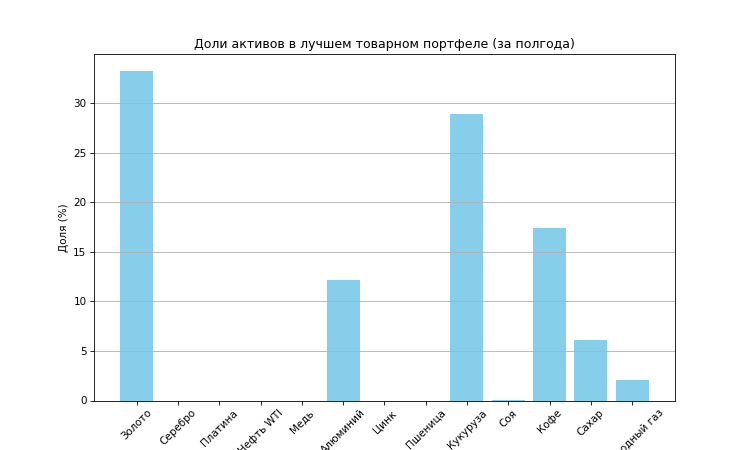 Доли активов в лучшем товарном портфеле (за полгода)
Доля (%)
30
25
20
15
10
5
0
Золото
Серебро
Платина
Нефть WTI
Медь
Алюминий
Цинк
Пшеница
Кукуруза
Соя
Кофе
Сахар
газ